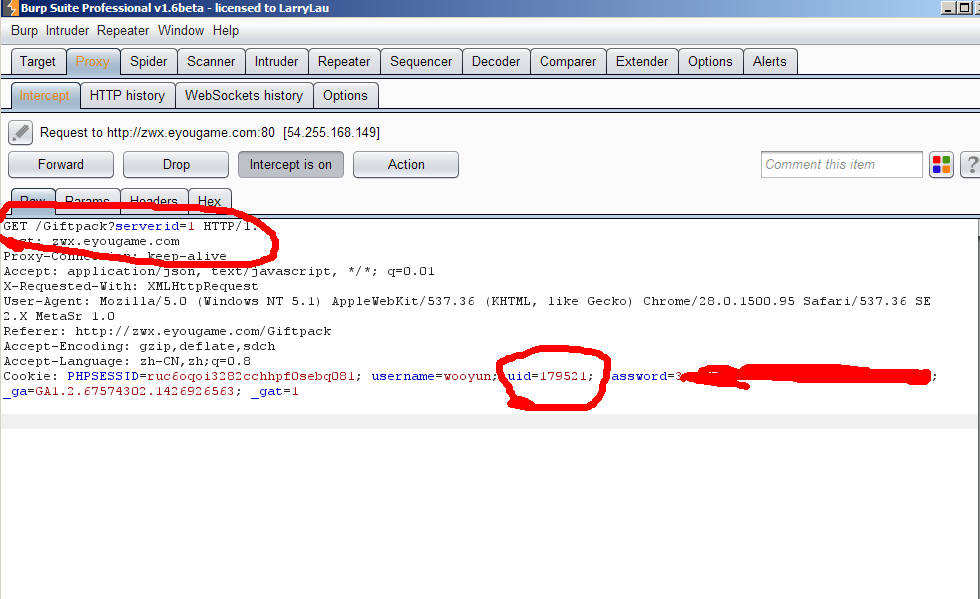 Burp Suite Professional v1.6beta - licensed to LarryLau
Burp Intruder Repeater Window Help
Target Proxy Spider Scanner Intruder Repeater Sequencer Decoder Comparer Extender Options Alerts
Intercept HTTP history WebSockets history Options
Request to http://zwx.eyougame.com:80 [54.255.168.149]
Forward Drop Intercept is on Action Comment this item ?
Raw Params Headers Hex
GET /Giftpack?serverid=1 HTTP/1.
zwx.eyougame.com
keep-alive
Accept: application/json, text/javascript, */*; q=0.01
X-Requested-With: XMLHttpRequest
User-Agent: Mozilla/5.0 (Windows NT 5.1) AppleWebKit/537.36 (KHTML, like Gecko) Chrome/28.0.1500.95 Safari/537.36 SE
2.X MetaSr 1.0
Referer: http://zwx.eyougame.com/Giftpack
Accept-Encoding: gzip,deflate,sdch
Accept-Language: zh-CN,zh;q=0.8
Cookie: PHPSESSID=ruc6oqoi3282cchhpf0sebq081; username=wooyun; uid=179521; password=3 ;
_ga=GA1.2.67574302.1426926563; _gat=1